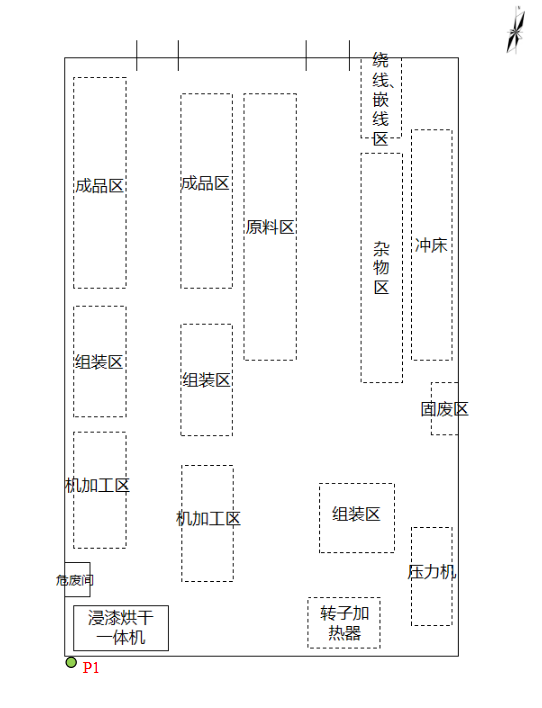 绕
线、
嵌
线
区
成品区
成品区
原料区
杂
物
区
冲床
组装区
组装区
固废区
机加工区
机加工区
组装区
压力机
危废间
浸漆烘干
一体机
转子加
热器
P1